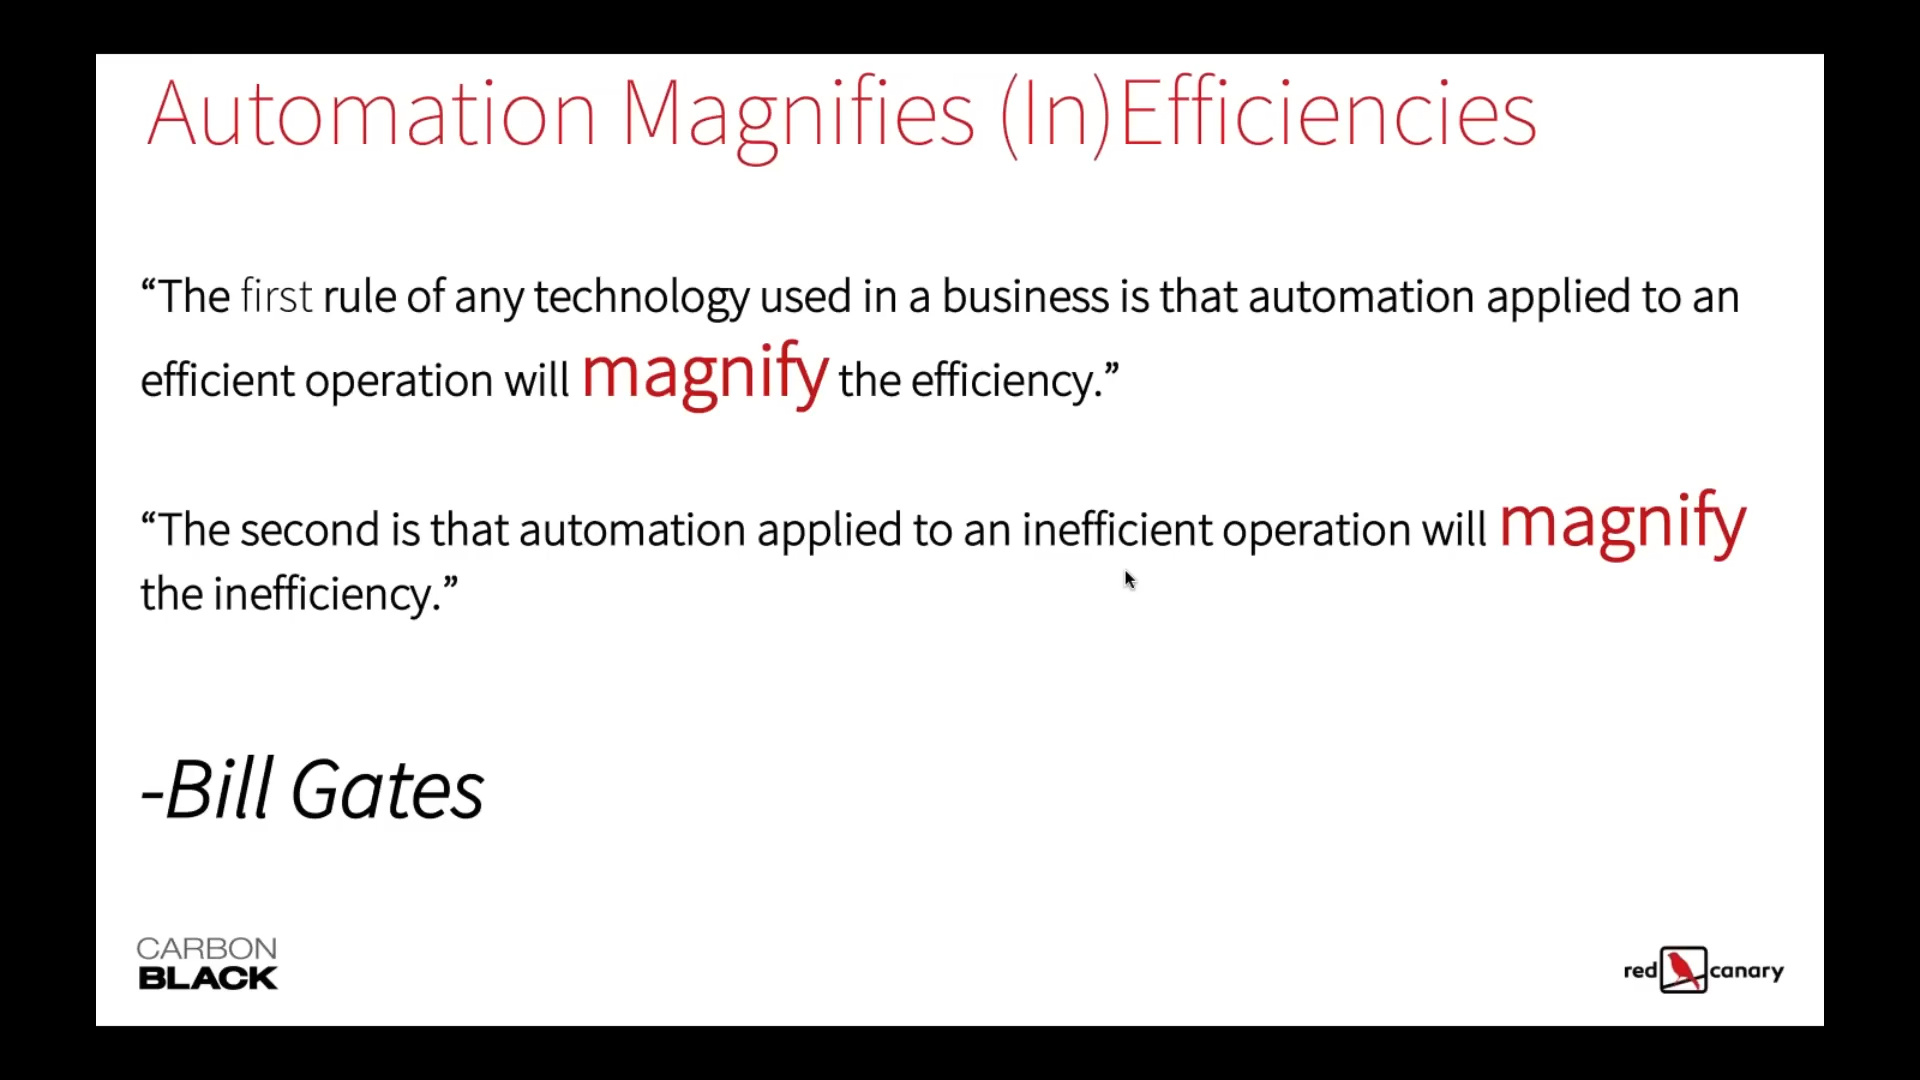 Automation Magnifies (In)Efficiencies
“The first rule of any technology used in a business is that automation applied to an
efficient operation will magnify the efficiency.”
“The second is that automation applied to an inefficient operation will magnify
the inefficiency.”
-Bill Gates
CARBON
BLACK
red canary